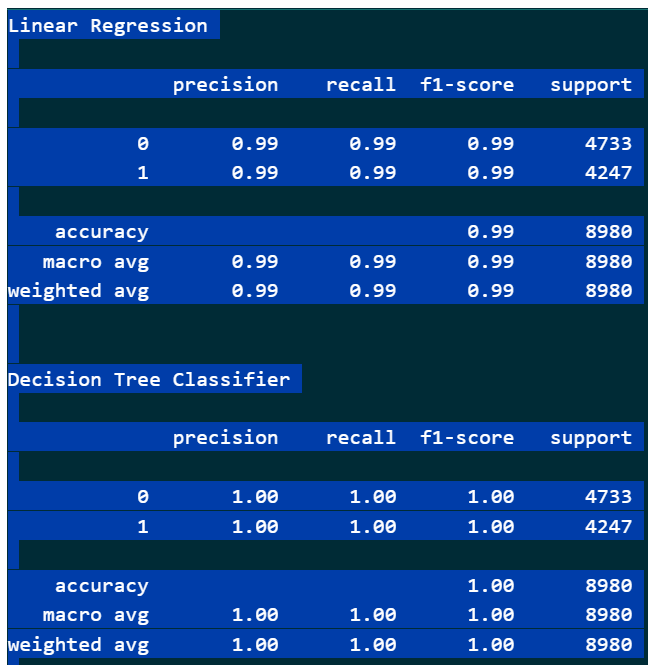 Linear Regression
precision recall f1-score support
0 0.99 0.99 0.99 4733
1 0.99 0.99 0.99 4247
accuracy 0.99 8980
macro avg 0.99 0.99 0.99 8980
weighted avg 0.99 0.99 0.99 8980
Decision Tree Classifier
precision recall f1-score support
0 1.00 1.00 1.00 4733
1 1.00 1.00 1.00 4247
accuracy 1.00 8980
macro avg 1.00 1.00 1.00 8980
weighted avg 1.00 1.00 1.00 8980